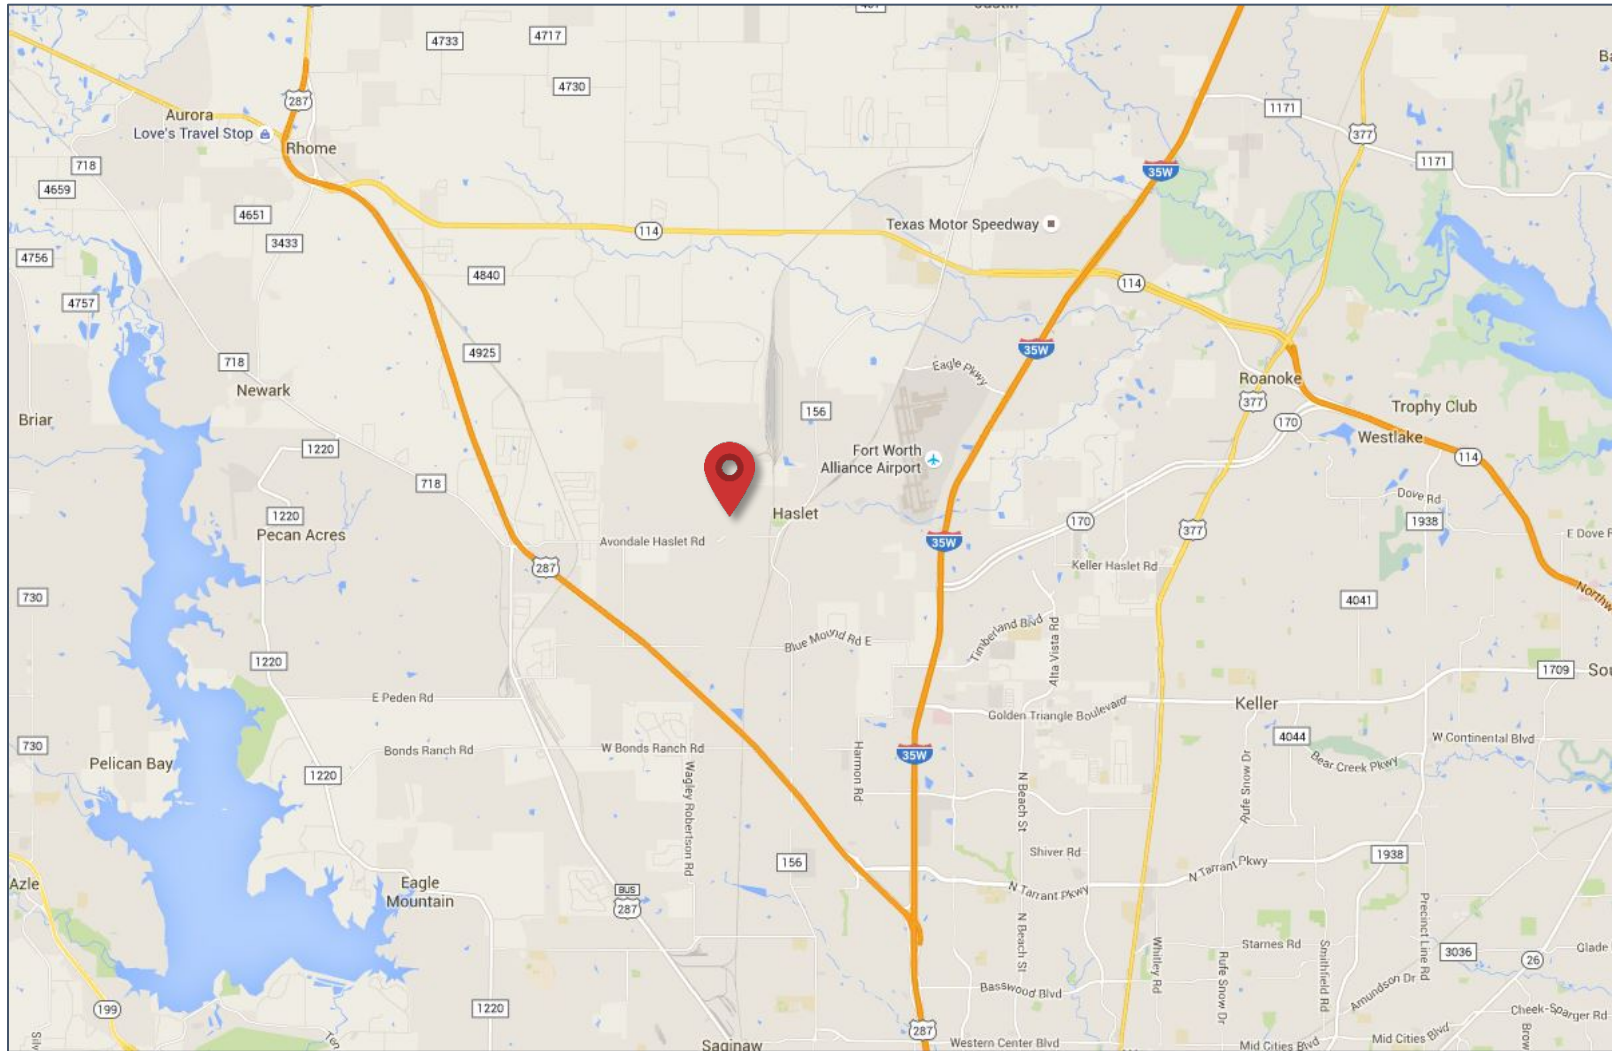 4733
4717
Justin
4730
287
1171
Aurora
Love's Travel Stop
Rhome
377
718
1171
35W
4659
4651
Texas Motor Speedway
114
3433
4756
4840
114
4757
35W
4925
718
Eagle Pkwy
Newark
Roanoke
377
Trophy Club
Briar
156
170
Westlake
1220
Fort Worth
Alliance Airport
114
718
Dove Rd
1220
Haslet
170
1938
377
Pecan Acres
Avondale Haslet Rd
35W
E Dove R
287
Keller Haslet Rd
730
4041
Northw
Timberland Blvd
Alta Vista Rd
Blue Mound Rd E
1220
1709
Sou
E Peden Rd
Keller
Golden Triangle Boulevard
730
Bonds Ranch Rd
W Bonds Ranch Rd
35W
4044
W Continental Blvd
Pelican Bay
Bear Creek Pkwy
1220
Harmon Rd
Wagley Robertson Rd
N Beach St
Rufe Snow Dr
Shiver Rd
1938
156
N Tarrant Pkwy
Azle
Eagle
Mountain
N Tarrant Pkwy
BUS
287
Precinct Line Rd
N Beach St
Whitley Rd
Rufe Snow Dr
Starnes Rd
Smithfield Rd
3036
Glade
26
Basswood Blvd
Amundson Dr
199
1220
Cheek-Sparger Rd
287
Silv
Ten
Saginaw
Western Center Blvd
Mid Cities Blvd
Mid Cities Blvd
Brow